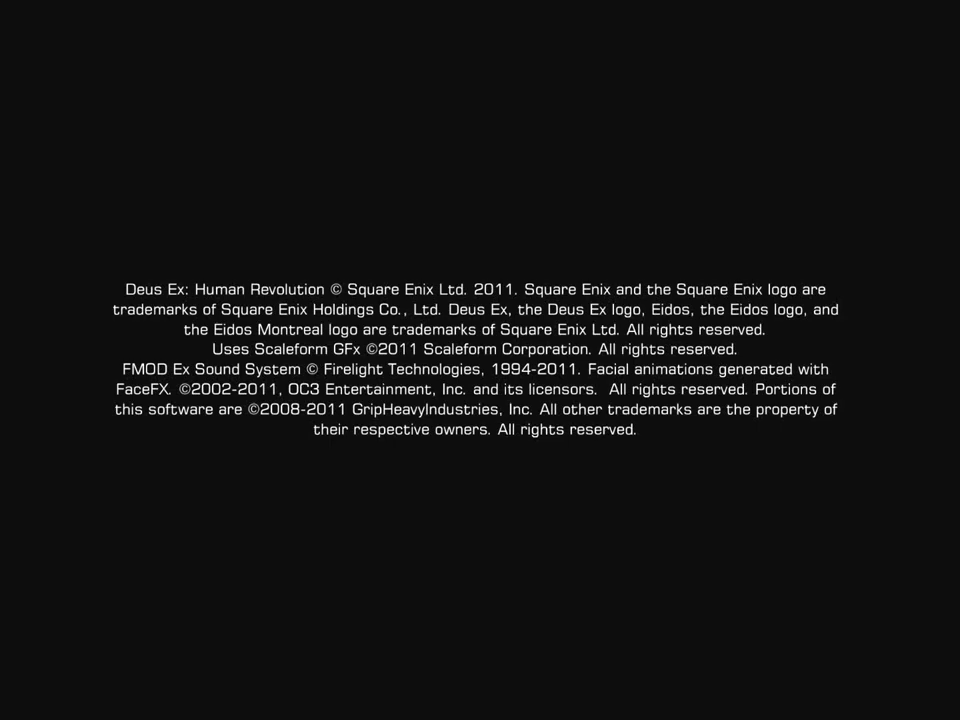 Deus Ex: Human Revolution © Square Enix Ltd. 2011. Square Enix and the Square Enix logo are
trademarks of Square Enix Holdings Co., Ltd. Deus Ex, the Deus Ex logo, Eidos, the Eidos logo, and
the Eidos Montreal logo are trademarks of Square Enix Ltd. All rights reserved.
Uses Scaleform GFx ©2011 Scaleform Corporation. All rights reserved.
FMOD Ex Sound System © Firelight Technologies, 1994-2011. Facial animations generated with
FaceFX. ©2002-2011, OC3 Entertainment, Inc. and its licensors. All rights reserved. Portions of
this software are ©2008-2011 GripHeavyIndustries, Inc. All other trademarks are the property of
their respective owners. All rights reserved.